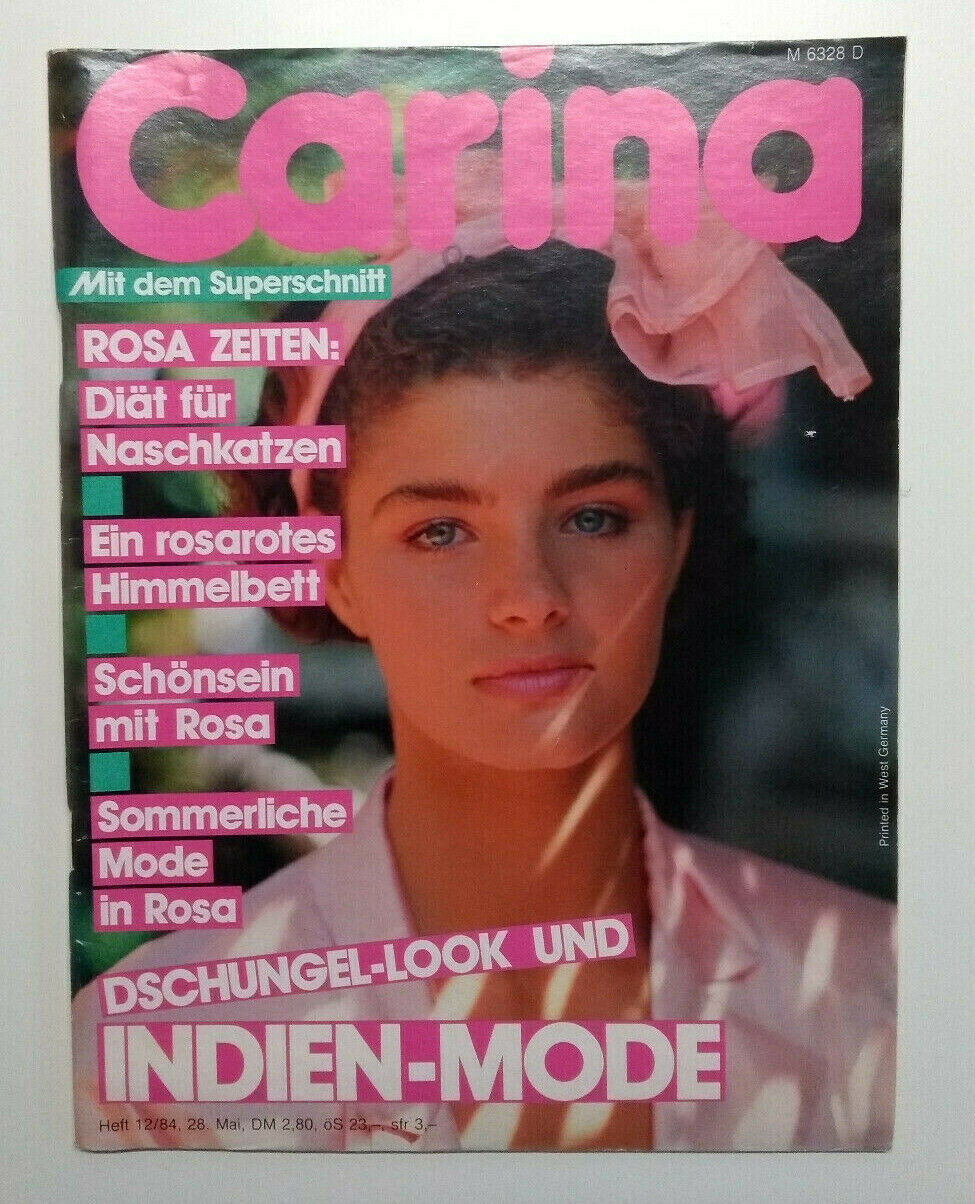 M 6328 D
Carina
Mit dem Superschnitt
ROSA ZEITEN:
Diät für
Naschkatzen
Ein rosarotes
Himmelbett
Schönsein
mit Rosa
Sommerliche
Mode
in Rosa
DSCHUNGEL-LOOK UND
INDIEN-MODE
Heft 12/84, 28. Mai, DM 2,80, öS 23,–, sfr 3,–
Printed in West Germany